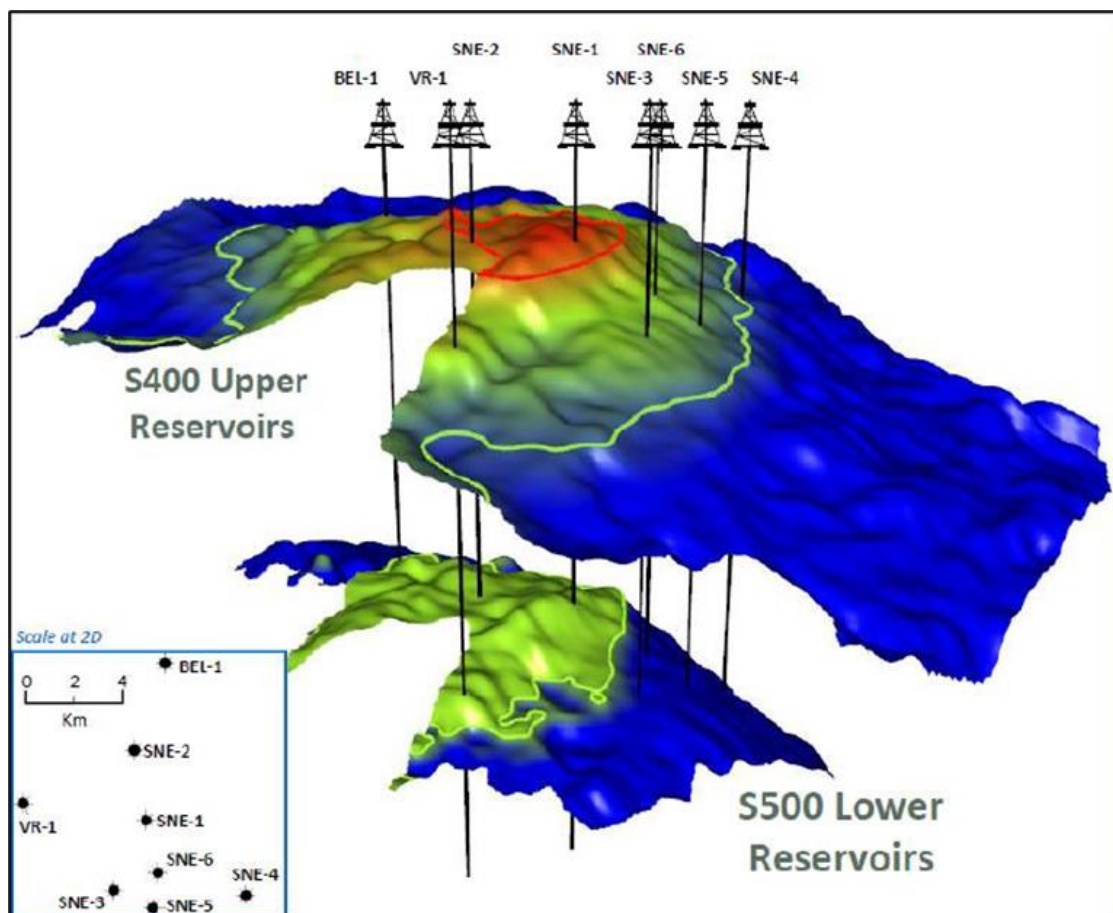 SNE-2
SNE-1
SNE-6
BEL-1
VR-1
SNE-3
SNE-5
SNE-4
S400 Upper
Reservoirs
Scale at 2D
BEL-1
0 2 4
Km
SNE-2
VR-1
SNE-1
SNE-6
SNE-4
SNE-3
SNE-5
S500 Lower
Reservoirs